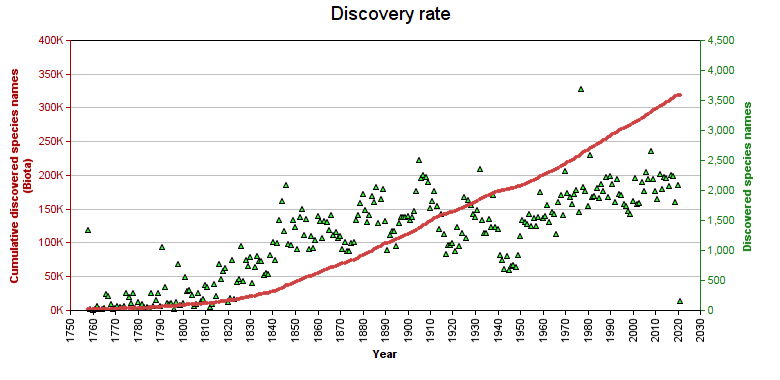 Discovery rate
Cumulative discovered species names
(Biota)
400K
350K
300K
250K
200K
150K
100K
50K
0K
4,500
4,000
3,500
3,000
2,500
2,000
1,500
1,000
500
0
Discovered species names
1750
1760
1770
1780
1790
1800
1810
1820
1830
1840
1850
1860
1870
1880
1890
1900
1910
1920
1930
1940
1950
1960
1970
1980
1990
2000
2010
2020
2030
Year